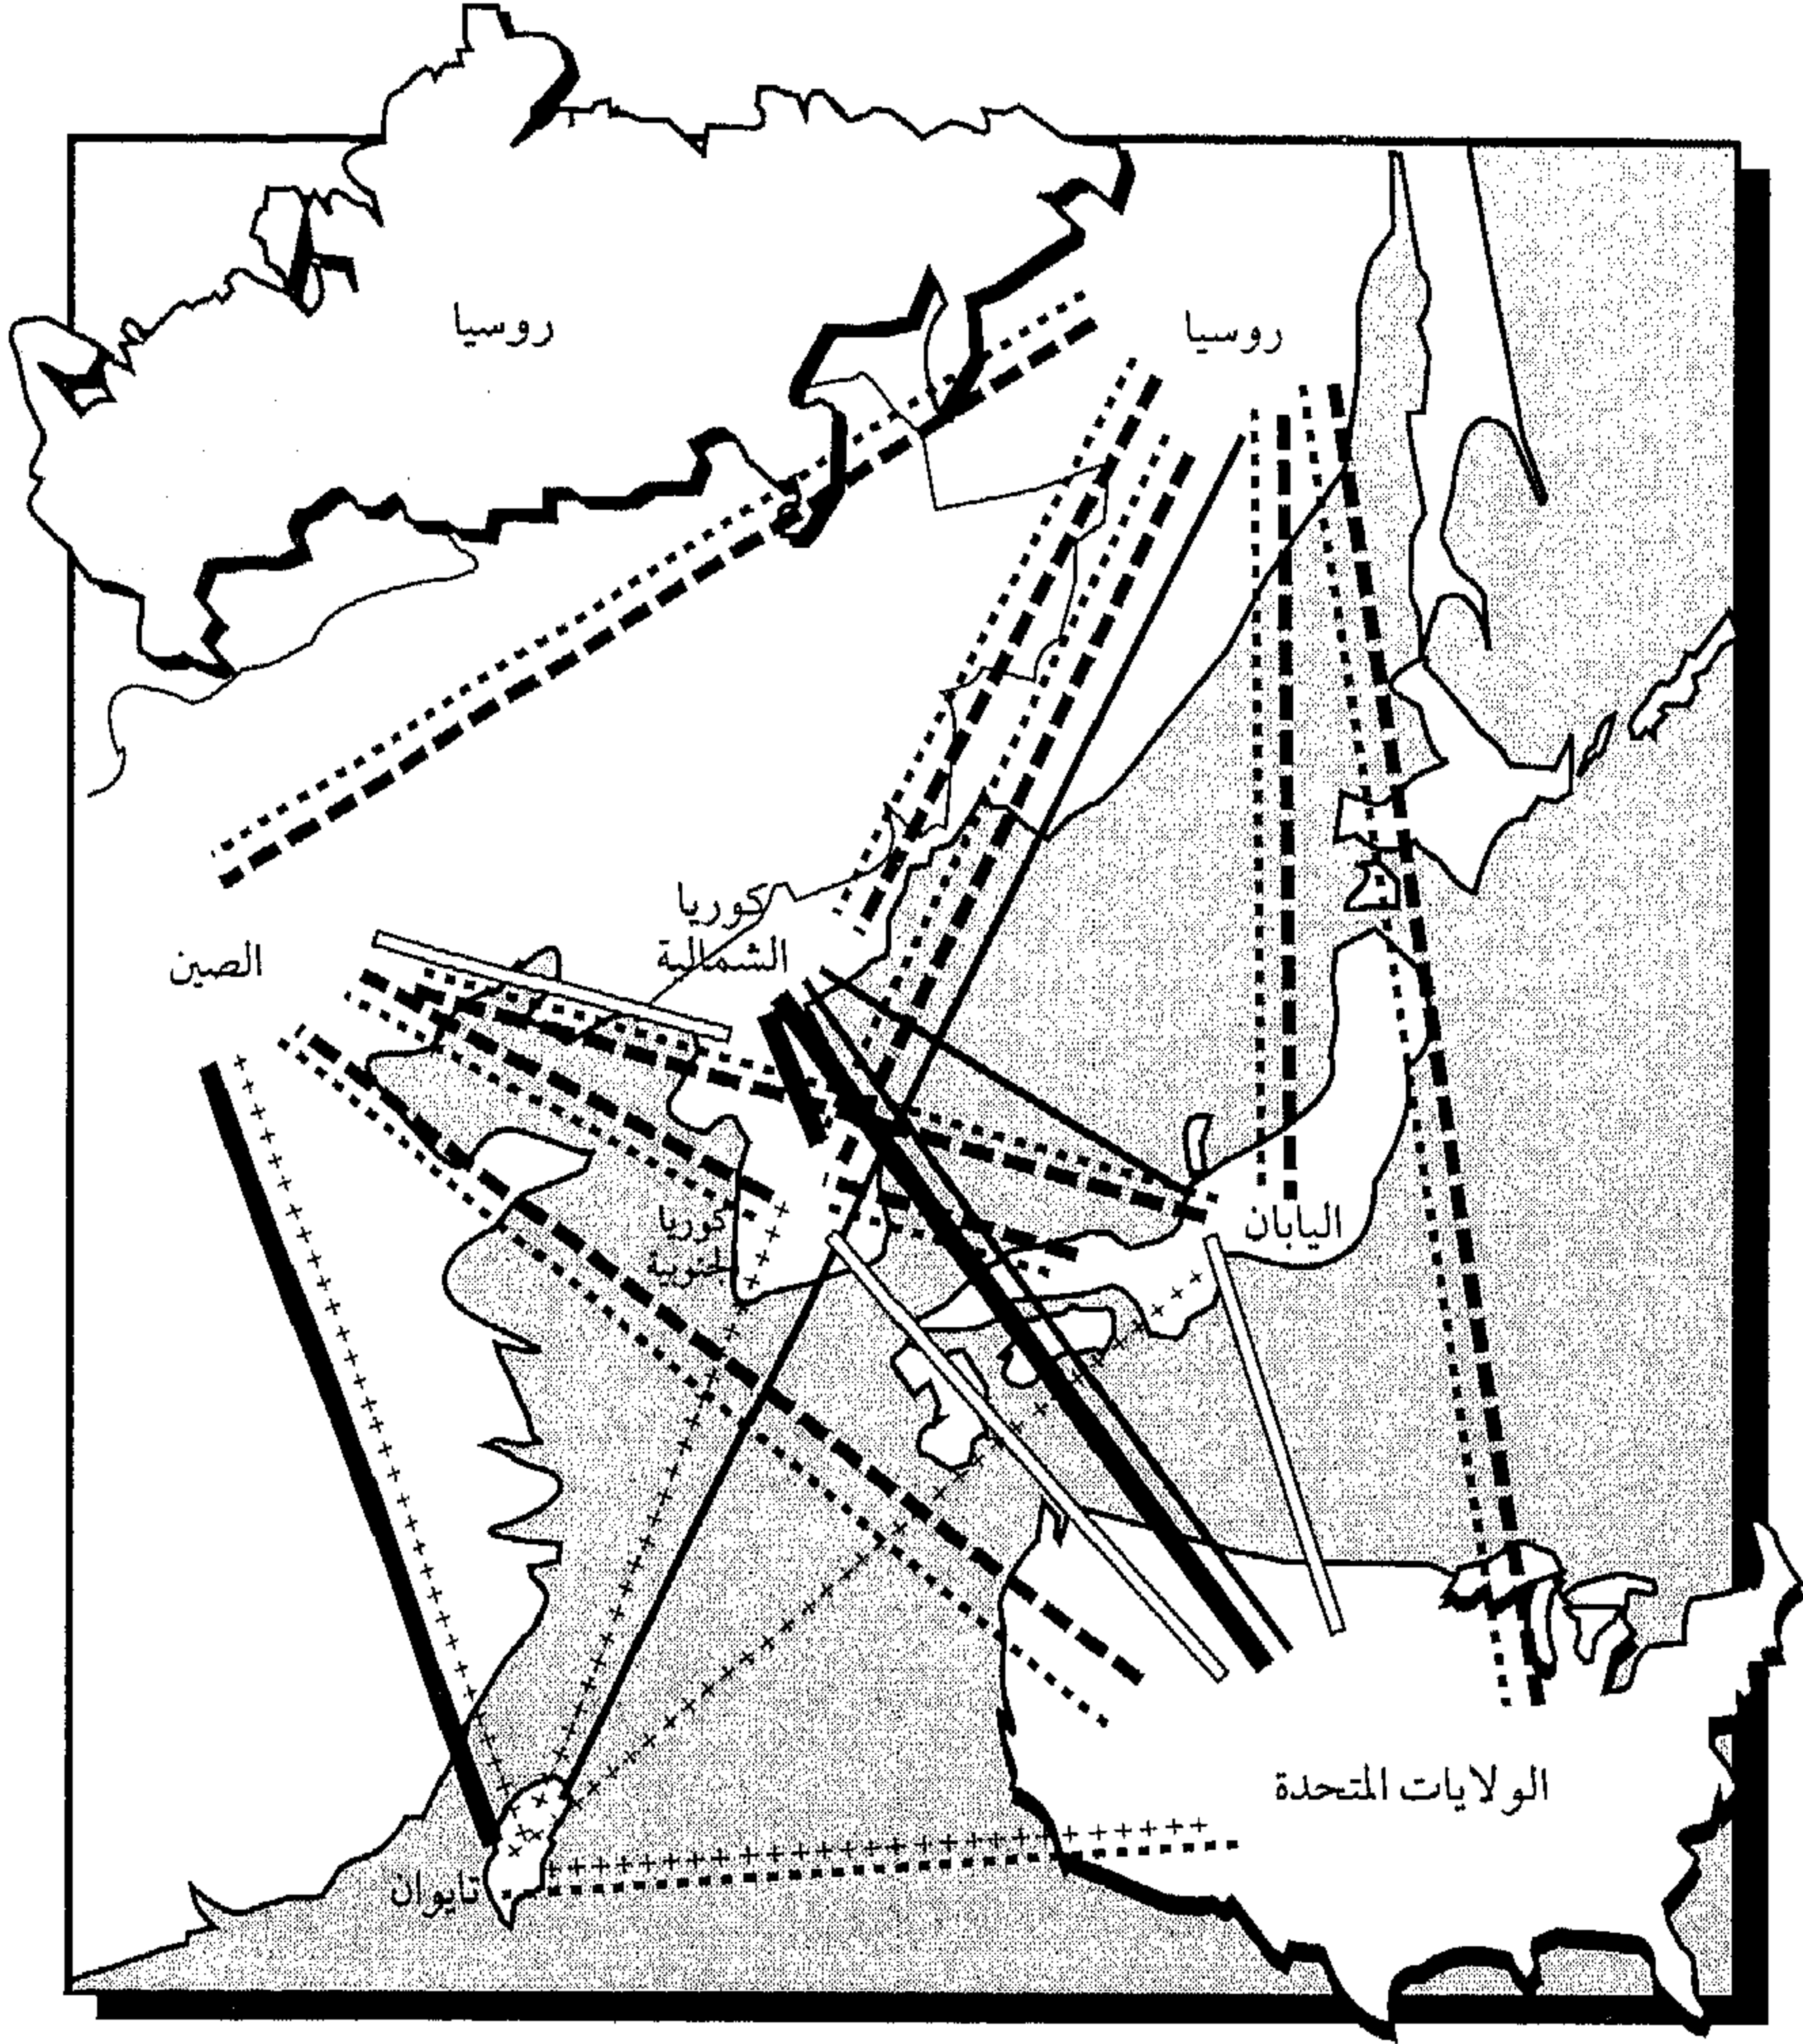 روسيا
روسيا
كوريا
الشمالية
الصين
كوريا
الجنوبية
اليابان
الولايات المتحدة
تايوان